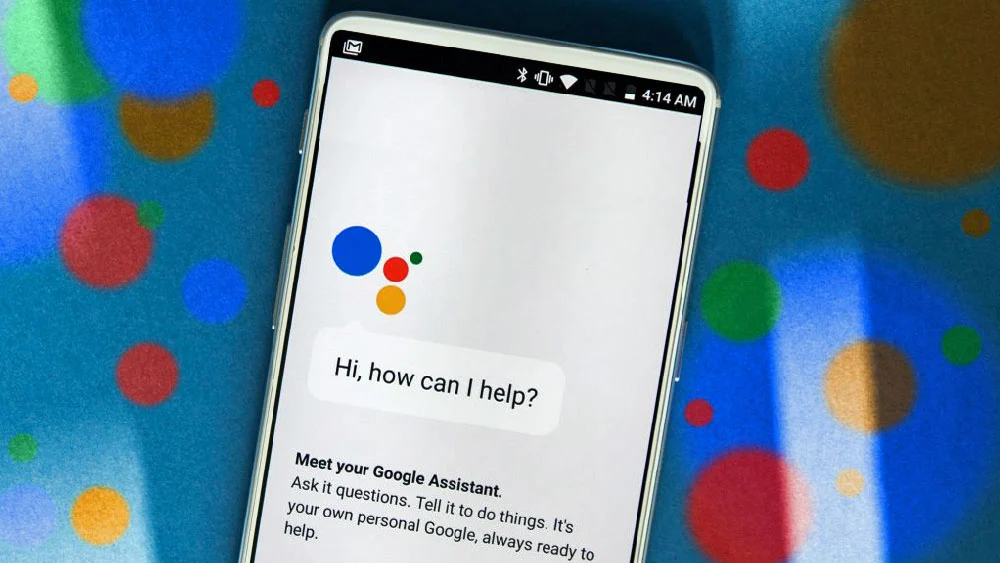 4:14 AM
Hi, how can I help?
Meet your Google Assistant.
Ask it questions. Tell it to do things. It's
your own personal Google, always ready to
help.